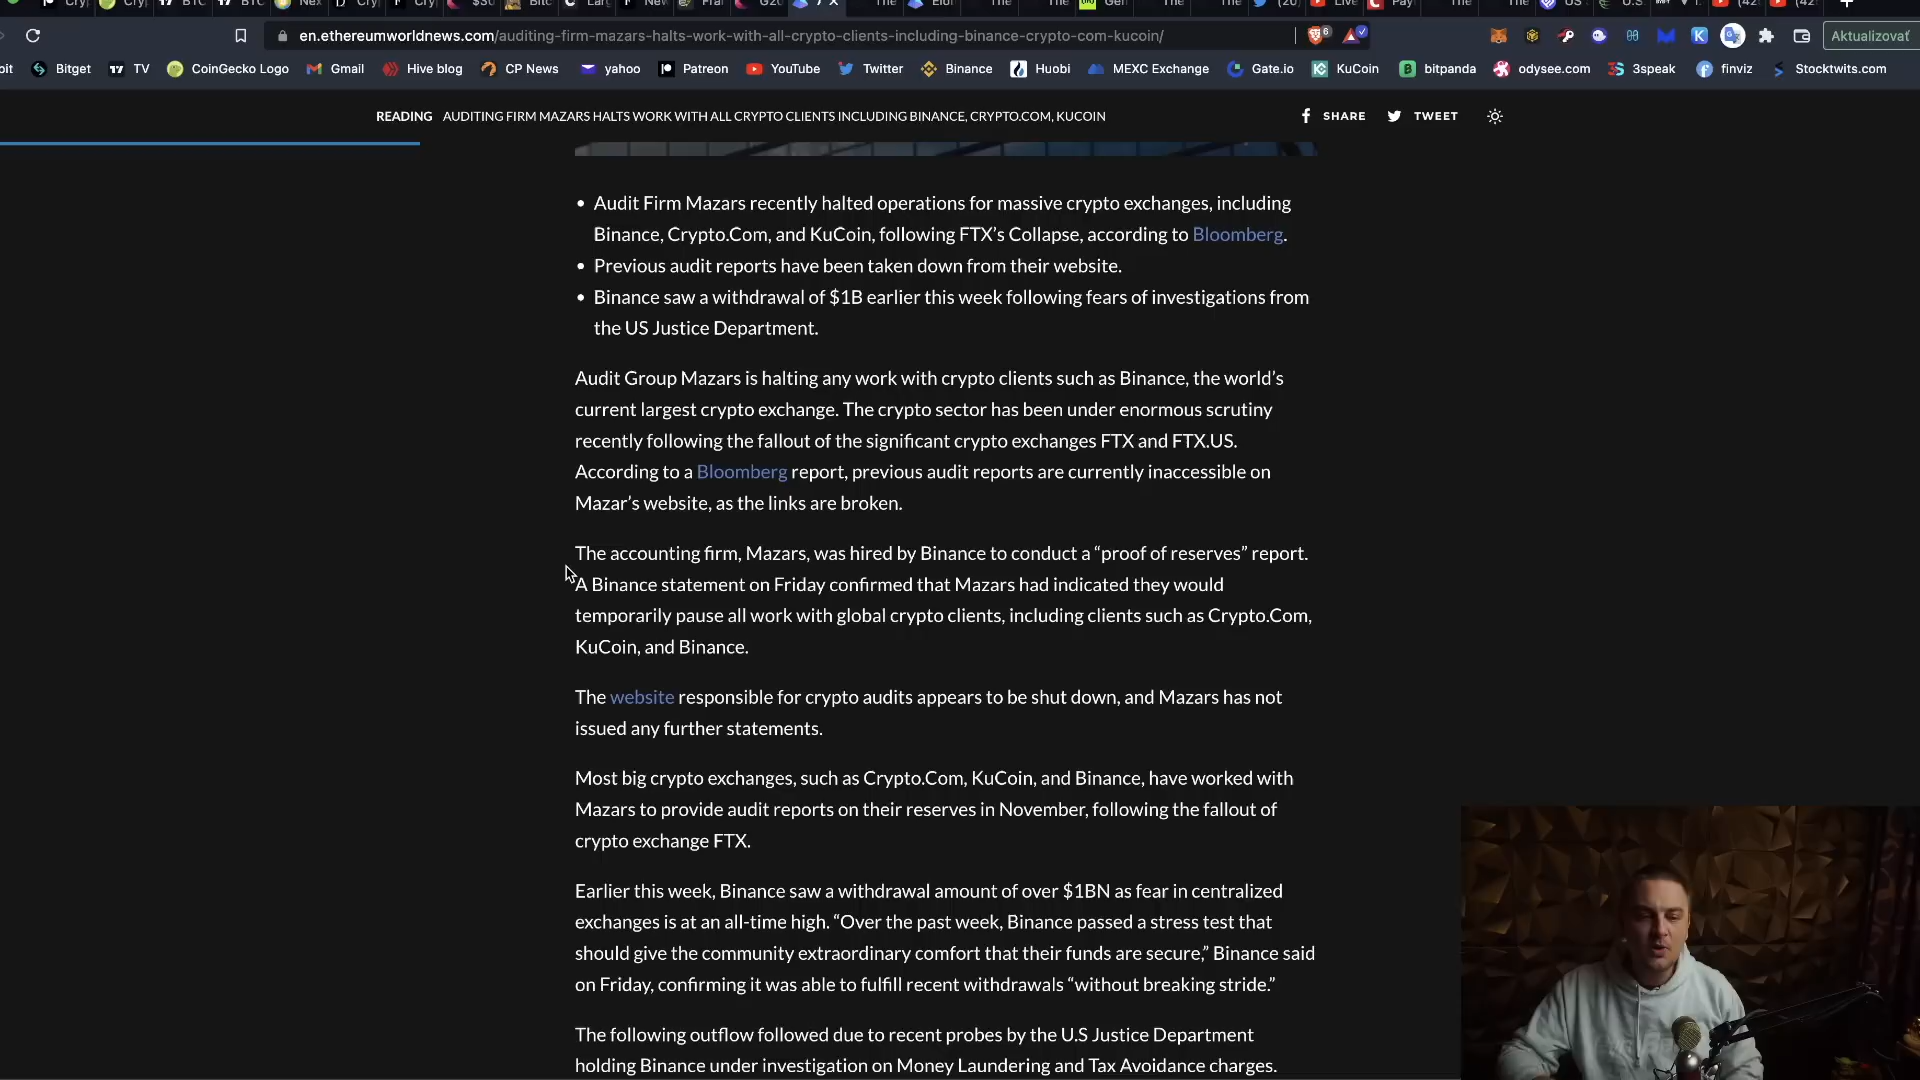 en.ethereumworldnews.com/auditing-firm-mazars-halts-work-with-all-crypto-clients-including-binance-crypto-com-kucoin/
Aktualizovať
Bitget TV CoinGecko Logo Gmail Hive blog CP News yahoo Patreon YouTube Twitter Binance Huobi MEXC Exchange Gate.io KuCoin bitpanda odysee.com 3speak finviz Stocktwits.com
READING AUDITING FIRM MAZARS HALTS WORK WITH ALL CRYPTO CLIENTS INCLUDING BINANCE, CRYPTO.COM, KUCOIN SHARE TWEET
• Audit Firm Mazars recently halted operations for massive crypto exchanges, including
Binance, Crypto.Com, and KuCoin, following FTX’s Collapse, according to Bloomberg.
• Previous audit reports have been taken down from their website.
• Binance saw a withdrawal of $1B earlier this week following fears of investigations from
the US Justice Department.
Audit Group Mazars is halting any work with crypto clients such as Binance, the world’s
current largest crypto exchange. The crypto sector has been under enormous scrutiny
recently following the fallout of the significant crypto exchanges FTX and FTX.US.
According to a Bloomberg report, previous audit reports are currently inaccessible on
Mazar’s website, as the links are broken.
The accounting firm, Mazars, was hired by Binance to conduct a “proof of reserves” report.
A Binance statement on Friday confirmed that Mazars had indicated they would
temporarily pause all work with global crypto clients, including clients such as Crypto.Com,
KuCoin, and Binance.
The website responsible for crypto audits appears to be shut down, and Mazars has not
issued any further statements.
Most big crypto exchanges, such as Crypto.Com, KuCoin, and Binance, have worked with
Mazars to provide audit reports on their reserves in November, following the fallout of
crypto exchange FTX.
Earlier this week, Binance saw a withdrawal amount of over $1BN as fear in centralized
exchanges is at an all-time high. “Over the past week, Binance passed a stress test that
should give the community extraordinary comfort that their funds are secure,” Binance said
on Friday, confirming it was able to fulfill recent withdrawals “without breaking stride.”
The following outflow followed due to recent probes by the U.S Justice Department
holding Binance under investigation on Money Laundering and Tax Avoidance charges.